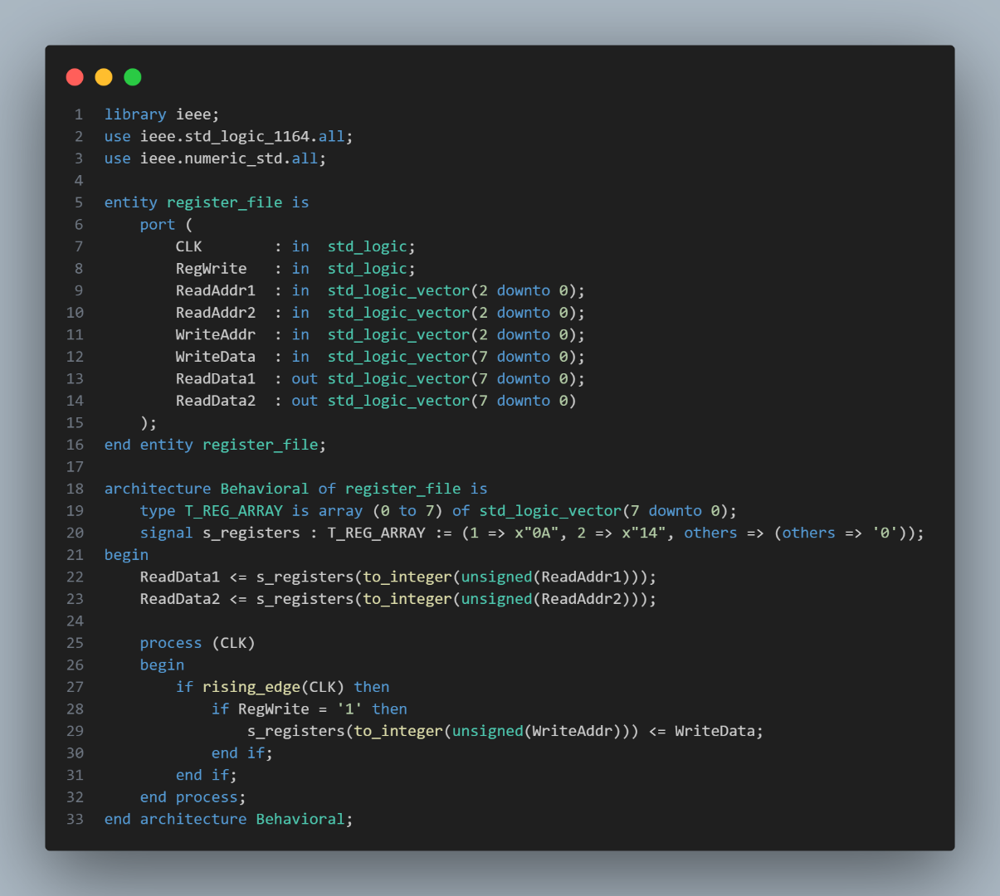 1 library ieee;
2 use ieee.std_logic_1164.all;
3 use ieee.numeric_std.all;
4
5 entity register_file is
6     port (
7         CLK        : in  std_logic;
8         RegWrite   : in  std_logic;
9         ReadAddr1  : in  std_logic_vector(2 downto 0);
10         ReadAddr2  : in  std_logic_vector(2 downto 0);
11         WriteAddr  : in  std_logic_vector(2 downto 0);
12         WriteData  : in  std_logic_vector(7 downto 0);
13         ReadData1  : out std_logic_vector(7 downto 0);
14         ReadData2  : out std_logic_vector(7 downto 0)
15     );
16 end entity register_file;
17
18 architecture Behavioral of register_file is
19     type T_REG_ARRAY is array (0 to 7) of std_logic_vector(7 downto 0);
20     signal s_registers : T_REG_ARRAY := (1 => x"0A", 2 => x"14", others => (others => '0'));
21 begin
22     ReadData1 <= s_registers(to_integer(unsigned(ReadAddr1)));
23     ReadData2 <= s_registers(to_integer(unsigned(ReadAddr2)));
24
25     process (CLK)
26     begin
27         if rising_edge(CLK) then
28             if RegWrite = '1' then
29                 s_registers(to_integer(unsigned(WriteAddr))) <= WriteData;
30             end if;
31         end if;
32     end process;
33 end architecture Behavioral;